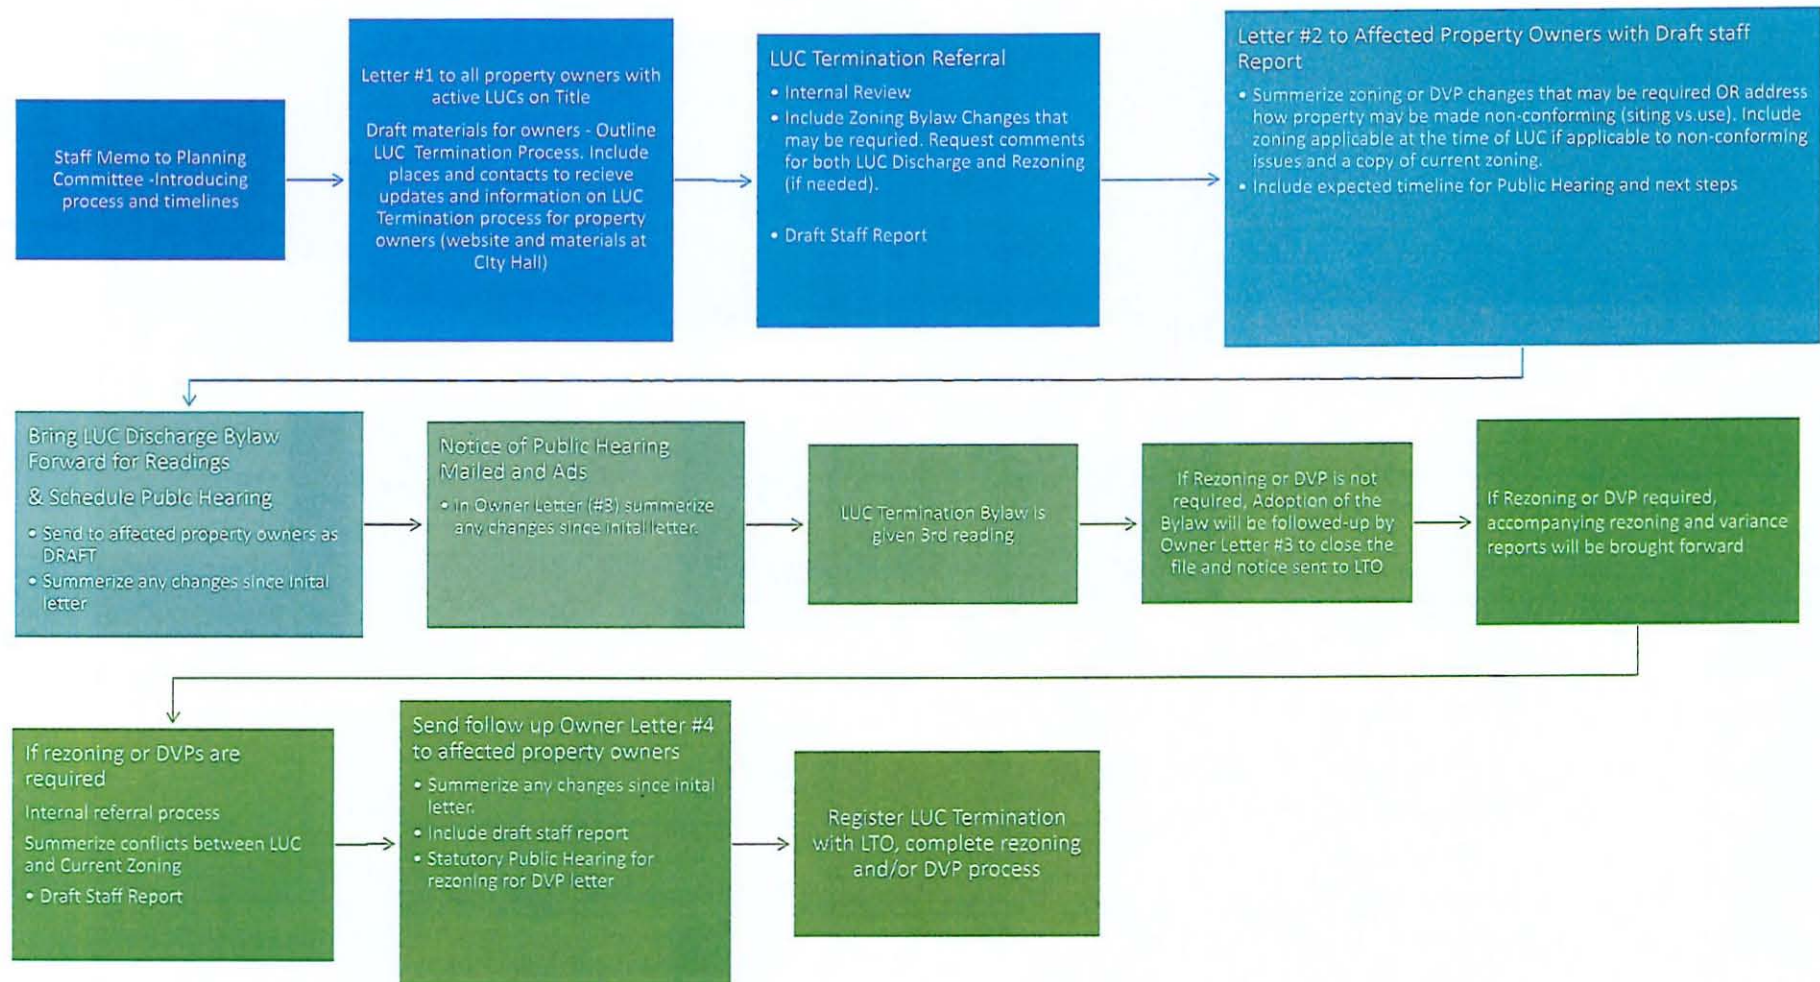 Staff Memo to Planning
Committee -Introducing
process and timelines
Letter #1 to all property owners with
active LUCs on Title
Draft materials for owners - Outline
LUC Termination Process. Include
places and contacts to recieve
updates and information on LUC
Termination process for property
owners (website and materials at
CIty Hall)
LUC Termination Referral
• Internal Review
• Include Zoning Bylaw Changes that
may be requried. Request comments
for both LUC Discharge and Rezoning
(if needed).
• Draft Staff Report
Letter #2 to Affected Property Owners with Draft staff
Report
• Summerize zoning or DVP changes that may be required OR address
how property may be made non-conforming (siting vs.use). Include
zoning applicable at the time of LUC if applicable to non-conforming
issues and a copy of current zoning.
• Include expected timeline for Public Hearing and next steps
Bring LUC Discharge Bylaw
Forward for Readings
& Schedule Publc Hearing
• Send to affected property owners as
DRAFT
• Summerize any changes since Inital
letter
Notice of Public Hearing
Mailed and Ads
• in Owner Letter (#3) summerize
any changes since inital letter.
LUC Termination Bylaw is
given 3rd reading
If Rezoning or DVP is not
required, Adoption of the
Bylaw will be followed-up by
Owner Letter #3 to close the
file and notice sent to LTO
If Rezoning or DVP required,
accompanying rezoning and variance
reports will be brought forward
If rezoning or DVPs are
required
Internal referral process
Summerize conflicts between LUC
and Current Zoning
• Draft Staff Report
Send follow up Owner Letter #4
to affected property owners
• Summerize any changes since inital
letter.
• Include draft staff report
• Statutory Public Hearing for
rezoning ror DVP letter
Register LUC Termination
with LTO, complete rezoning
and/or DVP process